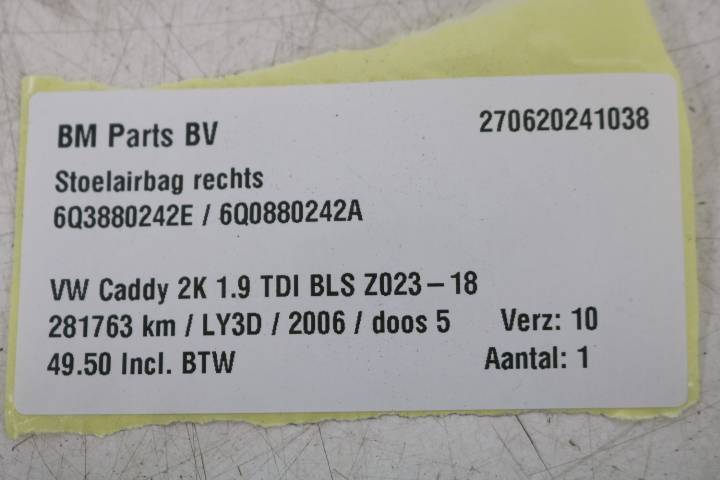 BM Parts BV 270620241038
Stoelairbag rechts
6Q3880242E / 6Q0880242A
VW Caddy 2K 1.9 TDI BLS Z023-18
281763 km / LY3D / 2006 / doos 5 Verz: 10
49.50 Incl. BTW Aantal: 1